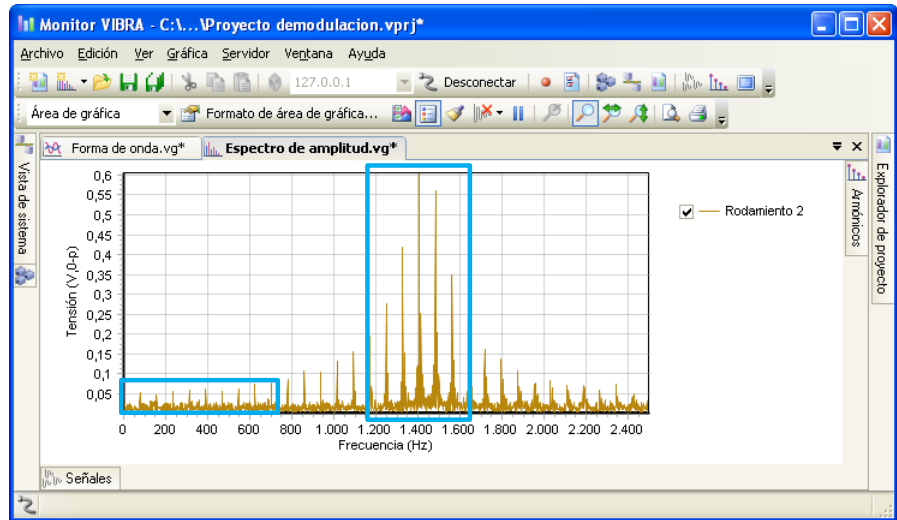 Monitor VIBRA - C:\...\Proyecto demodulacion.vprj*
Archivo Edición Ver Gráfica Servidor Ventana Ayuda
127.0.0.1 Desconectar
Área de gráfica Formato de área de gráfica...
Forma de onda.vg* Espectro de amplitud.vg*
Vista de sistema
Tensión (V,0-p)
0,6
0,55
0,5
0,45
0,4
0,35
0,3
0,25
0,2
0,15
0,1
0,05
0 200 400 600 800 1.000 1.200 1.400 1.600 1.800 2.000 2.200 2.400
Frecuencia (Hz)
Rodamiento 2
Armónicos
Explorador de proyecto
Señales